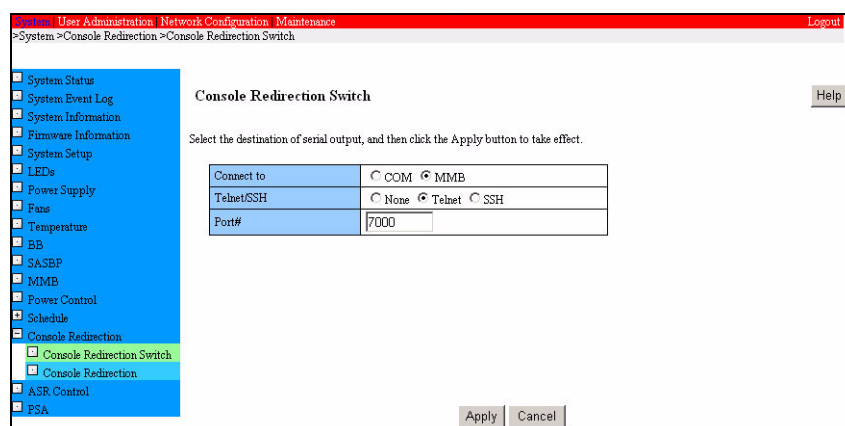 System | User Administration | Network Configuration | Maintenance Logout
>System >Console Redirection >Console Redirection Switch
System Status
System Event Log
System Information
Firmware Information
System Setup
LEDs
Power Supply
Fans
Temperature
BB
SASBP
MMB
Power Control
Schedule
Console Redirection
Console Redirection Switch
Console Redirection
ASR Control
PSA
Console Redirection Switch
Help
Select the destination of serial output, and then click the Apply button to take effect.
Connect to COM MMB
Telnet/SSH None Telnet SSH
Port# 7000
Apply Cancel